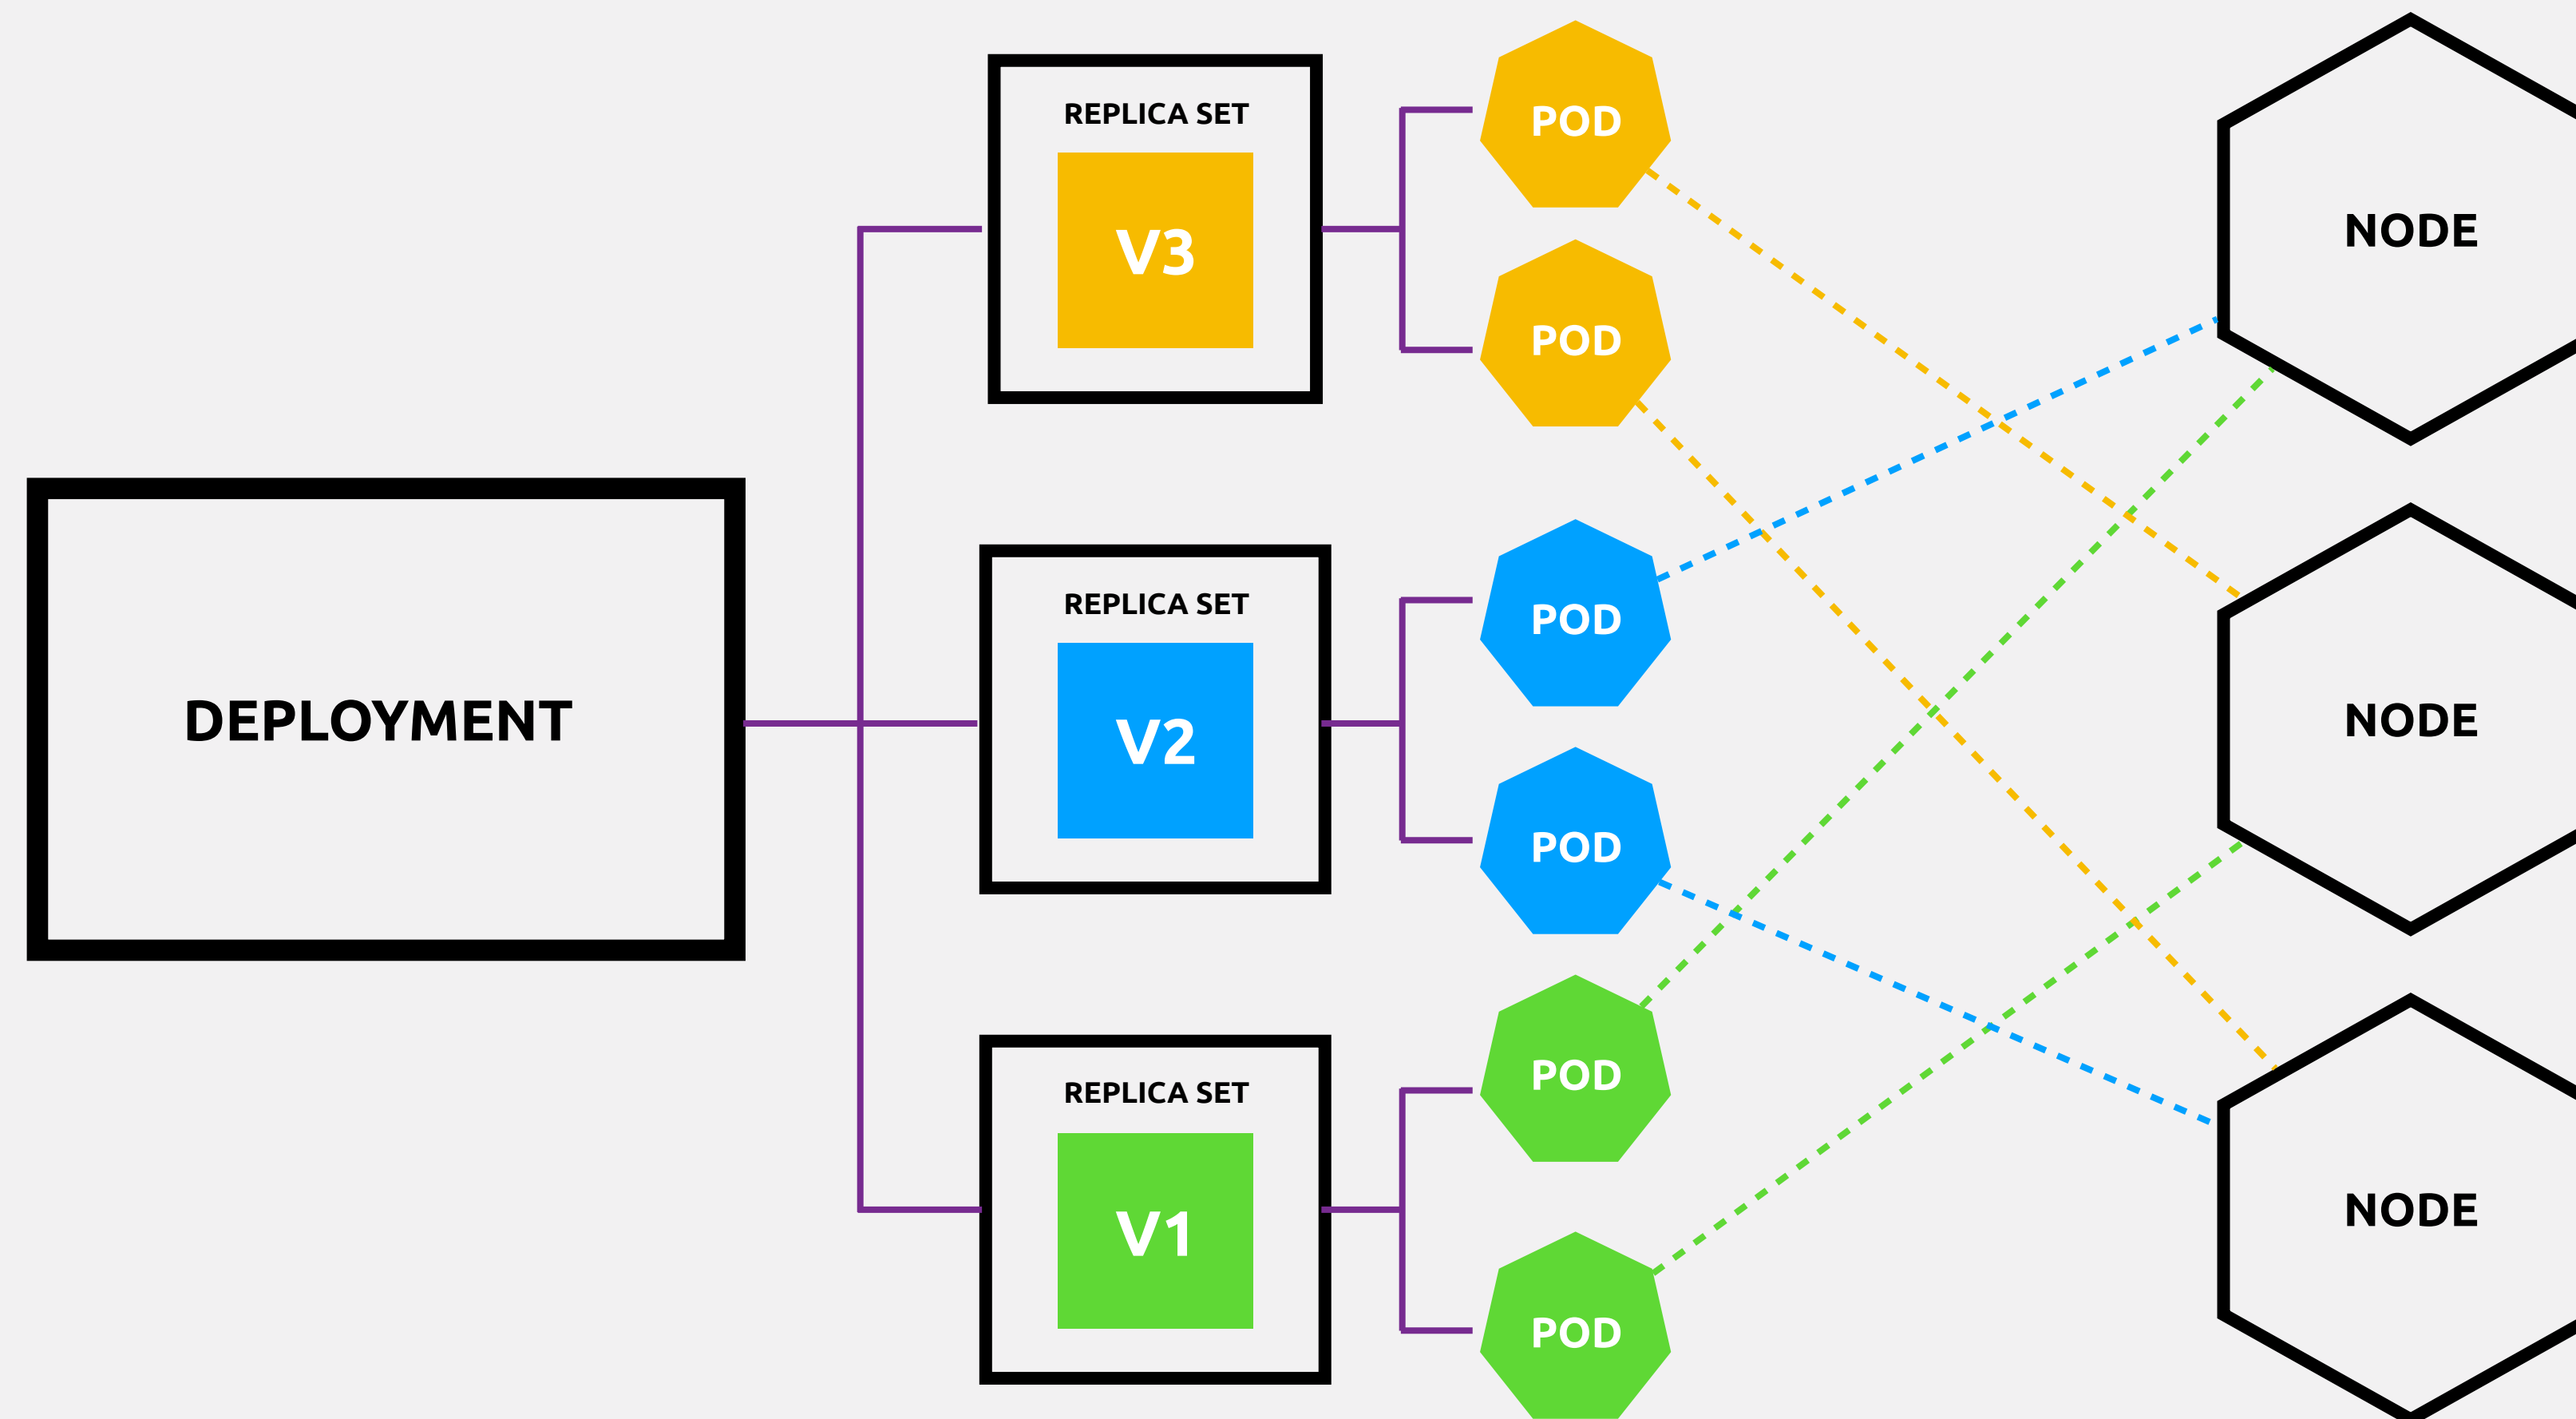 DEPLOYMENT
REPLICA SET
V3
REPLICA SET
V2
REPLICA SET
V1
POD
POD
POD
POD
POD
POD
NODE
NODE
NODE